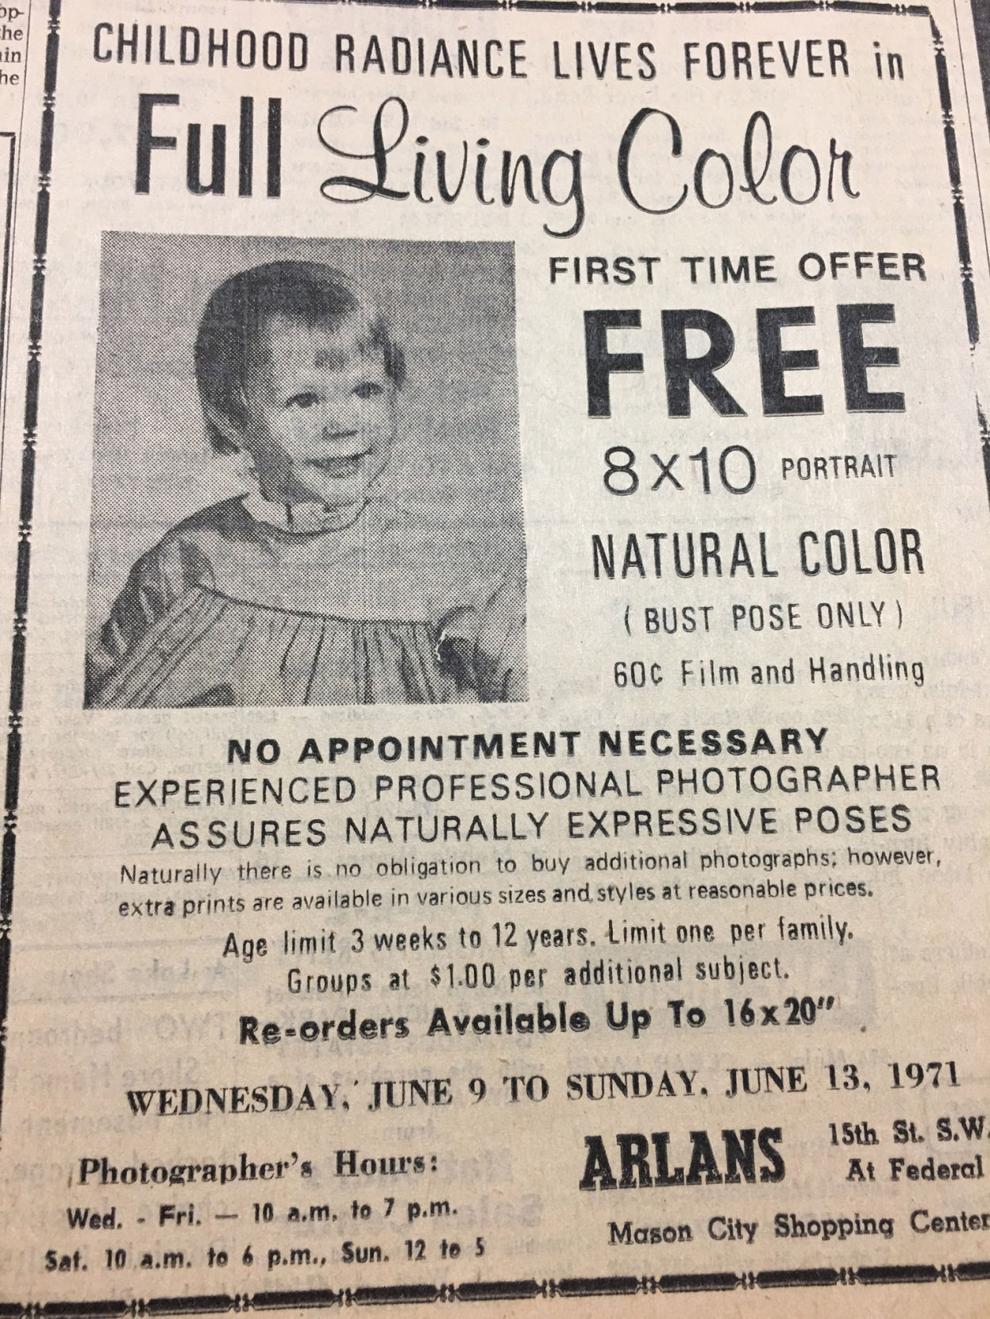 CHILDHOOD RADIANCE LIVES FOREVER in
Full Living Color
FIRST TIME OFFER
FREE
8x10 PORTRAIT
NATURAL COLOR
( BUST POSE ONLY )
60¢ Film and Handling
NO APPOINTMENT NECESSARY
EXPERIENCED PROFESSIONAL PHOTOGRAPHER
ASSURES NATURALLY EXPRESSIVE POSES
Naturally there is no obligation to buy additional photographs; however,
extra prints are available in various sizes and styles at reasonable prices.
Age limit 3 weeks to 12 years. Limit one per family.
Groups at $1.00 per additional subject.
Re-orders Available Up To 16x20"
WEDNESDAY, JUNE 9 TO SUNDAY, JUNE 13, 1971
Photographer's Hours:
Wed. - Fri. — 10 a.m. to 7 p.m.
Sat. 10 a.m. to 6 p.m., Sun. 12 to 5
ARLANS
15th St. S.W.
At Federal
Mason City Shopping Center